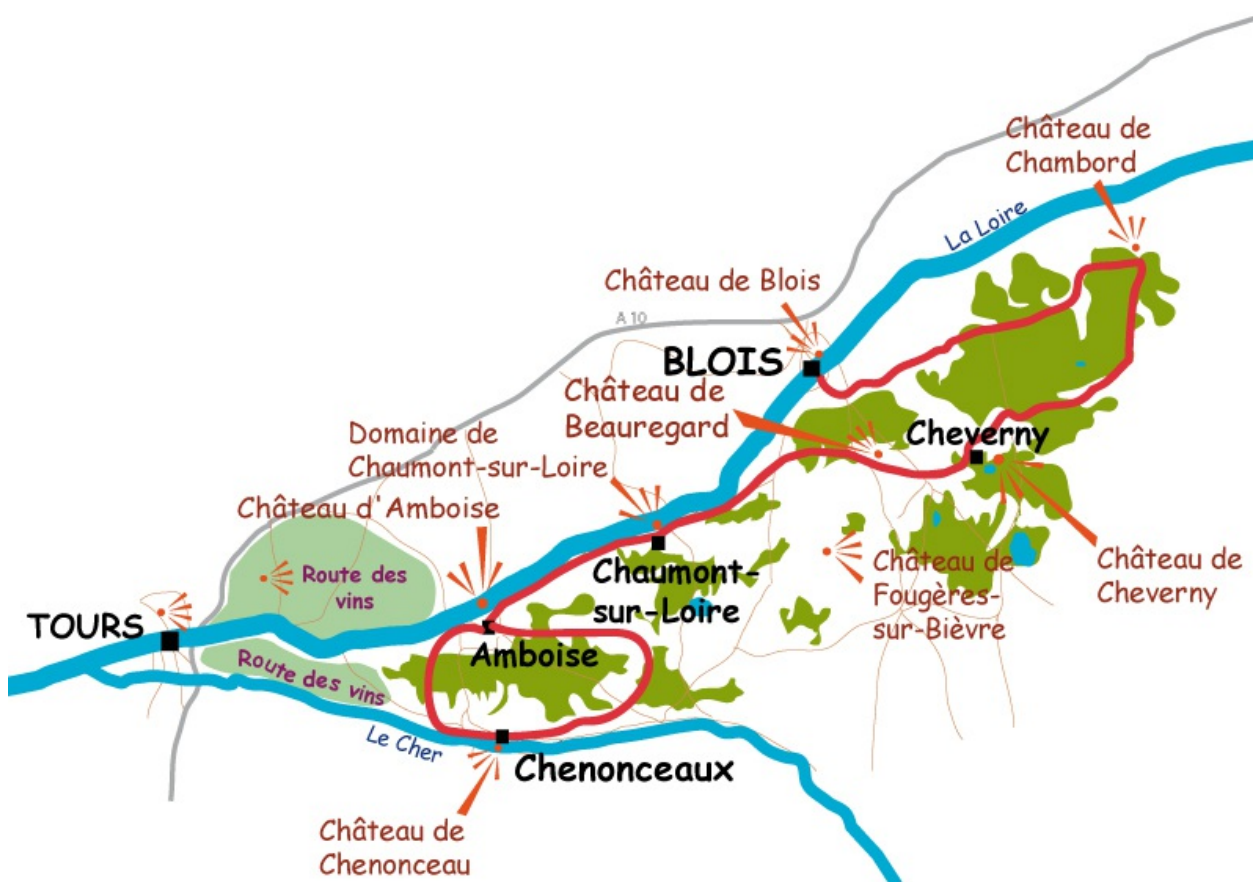 Château de
Chambord
La Loire
Château de Blois
A 10
BLOIS
Château de
Beauregard
Cheverny
Domaine de
Chaumont-sur-Loire
Château d'Amboise
Route des
vins
Chaumont-
sur-Loire
Château de
Fougères-
sur-Bièvre
Château de
Cheverny
TOURS
Amboise
Route des vins
Le Cher
Chenonceaux
Château de
Chenonceau